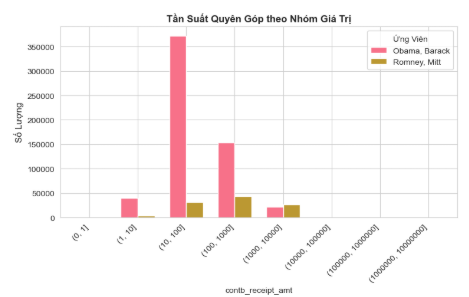 Tần Suất Quyên Góp theo Nhóm Giá Trị
Ứng Viên
Obama, Barack
Romney, Mitt
Số Lượng
350000
300000
250000
200000
150000
100000
50000
0
(0, 1]
(1, 10]
(10, 100]
(100, 1000]
(1000, 10000]
(10000, 100000]
(100000, 1000000]
(1000000, 10000000]
contb_receipt_amt